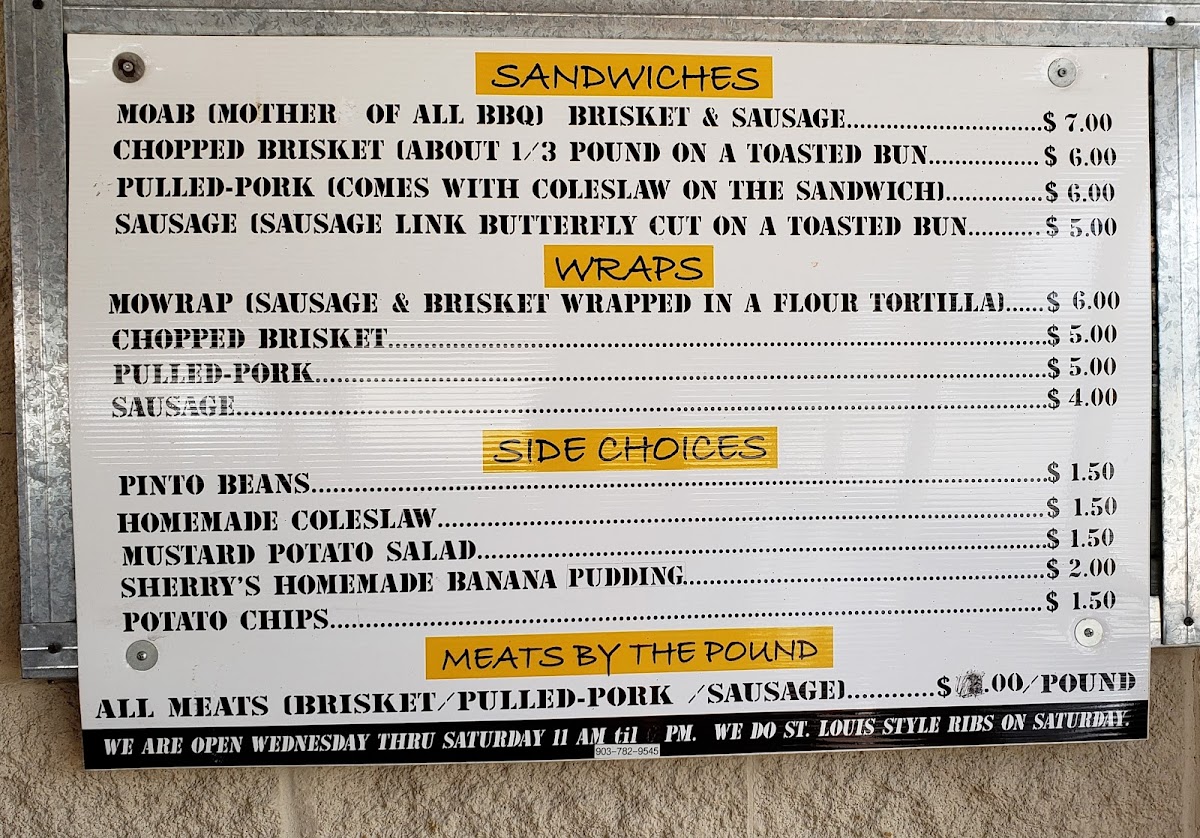 SANDWICHES
MOAB (MOTHER OF ALL BBQ) BRISKET & SAUSAGE..............................$ 7.00
CHOPPED BRISKET (ABOUT 1/3 POUND ON A TOASTED BUN.................$ 6.00
PULLED-PORK (COMES WITH COLESLAW ON THE SANDWICH)...............$ 6.00
SAUSAGE (SAUSAGE LINK BUTTERFLY CUT ON A TOASTED BUN...........$ 5.00
WRAPS
MOWRAP (SAUSAGE & BRISKET WRAPPED IN A FLOUR TORTILLA)......$ 6.00
CHOPPED BRISKET..............................................................$ 5.00
PULLED-PORK..............................................................$ 5.00
SAUSAGE..............................................................$ 4.00
SIDE CHOICES
PINTO BEANS..............................................................$ 1.50
HOMEMADE COLESLAW..............................................................$ 1.50
MUSTARD POTATO SALAD..............................................................$ 1.50
SHERRY'S HOMEMADE BANANA PUDDING..................................................$ 2.00
POTATO CHIPS..............................................................$ 1.50
MEATS BY THE POUND
ALL MEATS (BRISKET/PULLED-PORK /SAUSAGE)..............$ .00/POUND
WE ARE OPEN WEDNESDAY THRU SATURDAY 11 AM til PM. WE DO ST. LOUIS STYLE RIBS ON SATURDAY.
903-782-9545